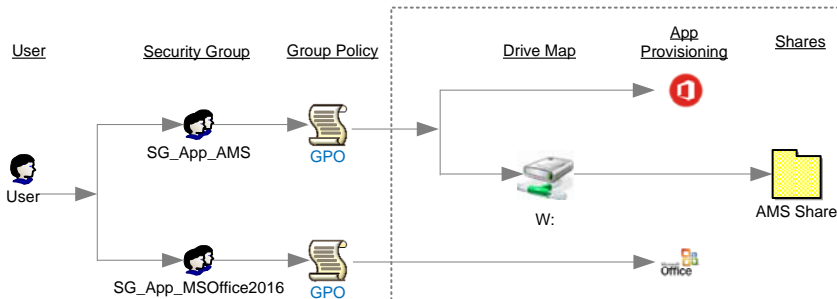 User
Security Group
Group Policy
Drive Map
App
Provisioning
Shares
SG_App_AMS
GPO
User
W:
AMS Share
SG_App_MSOffice2016
GPO
Office